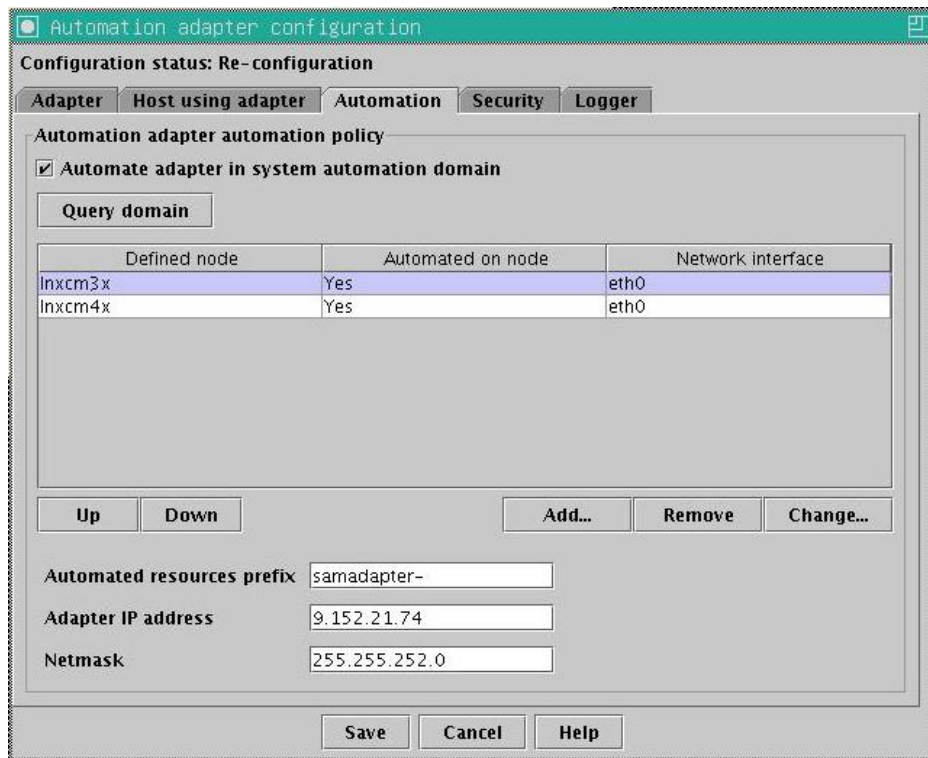 Automation adapter configuration
Configuration status: Re-configuration
Adapter Host using adapter Automation Security Logger
Automation adapter automation policy
Automate adapter in system automation domain
Query domain
Defined node Automated on node Network interface
lnxcm3x Yes eth0
lnxcm4x Yes eth0
Up Down Add... Remove Change...
Automated resources prefix samadapter-
Adapter IP address 9.152.21.74
Netmask 255.255.252.0
Save Cancel Help